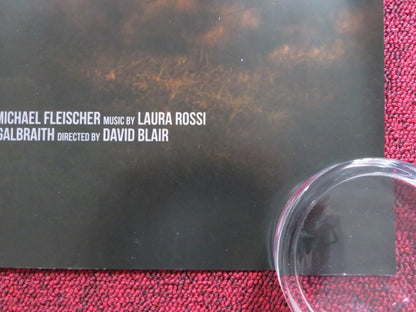 MICHAEL FLEISCHER MUSIC BY LAURA ROSSI
GALBRAITH DIRECTED BY DAVID BLAIR